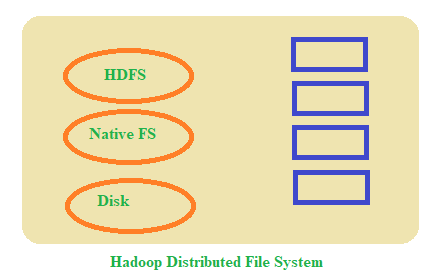 HDFS
Native FS
Disk
Hadoop Distributed File System